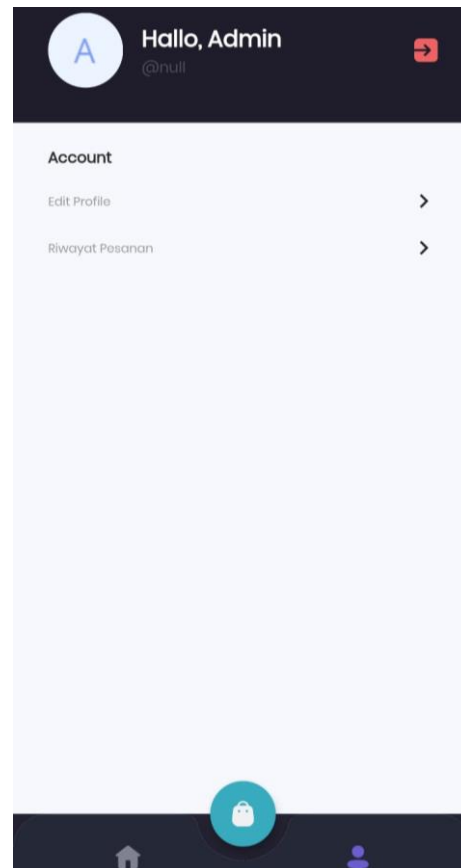 A
Hallo, Admin
@null
Account
Edit Profile
Riwayat Pesanan